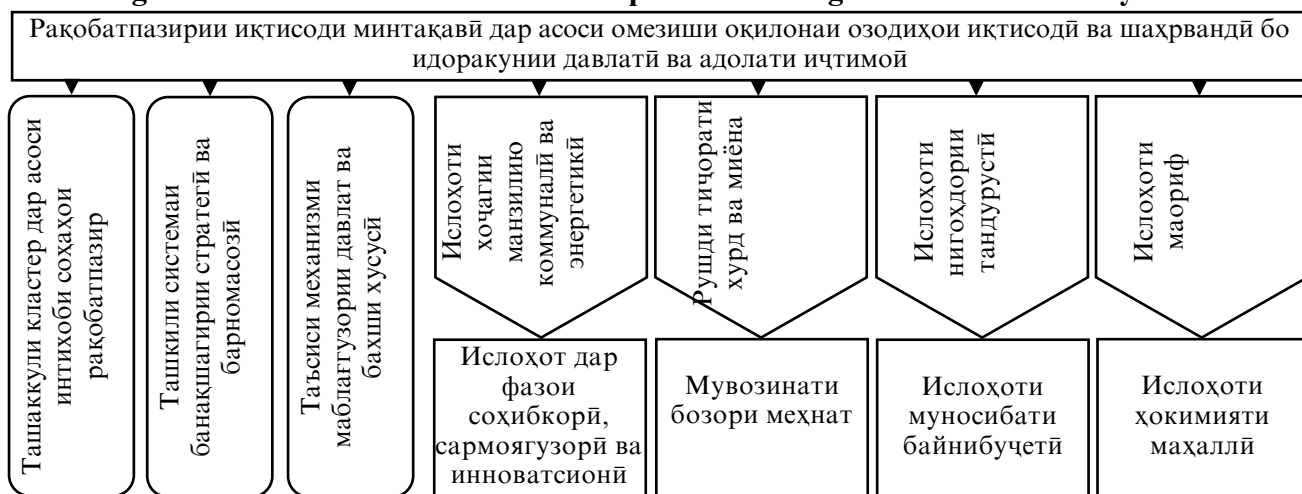 Рақобатпазирии иқтисоди минтақавӣ дар асоси омезиши оқилонаи озодиҳои иқтисодӣ ва шаҳрвандӣ бо
идоракунии давлатӣ ва адолати иҷтимоӣ
Ташаккули кластер дар асоси
интихоби соҳаҳои
рақобатпазир
Ташкили системаи
банақшагирии стратегӣ ва
барномасозӣ
Таъсиси механизми
маблағгузории давлат ва
бахши хусусӣ
Ислоҳоти
хоҷагии
манзилию
коммуналӣ ва
энергетикӣ
Рушди тиҷорати
хурд ва миёна
Ислоҳоти
нигоҳдории
тандурустӣ
Ислоҳоти
маориф
Ислоҳот дар
фазои
соҳибкорӣ,
сармоягузорӣ ва
инноватсионӣ
Мувозинати
бозори меҳнат
Ислоҳоти
муносибати
байнибуҷетӣ
Ислоҳоти
ҳокимияти
маҳаллӣ